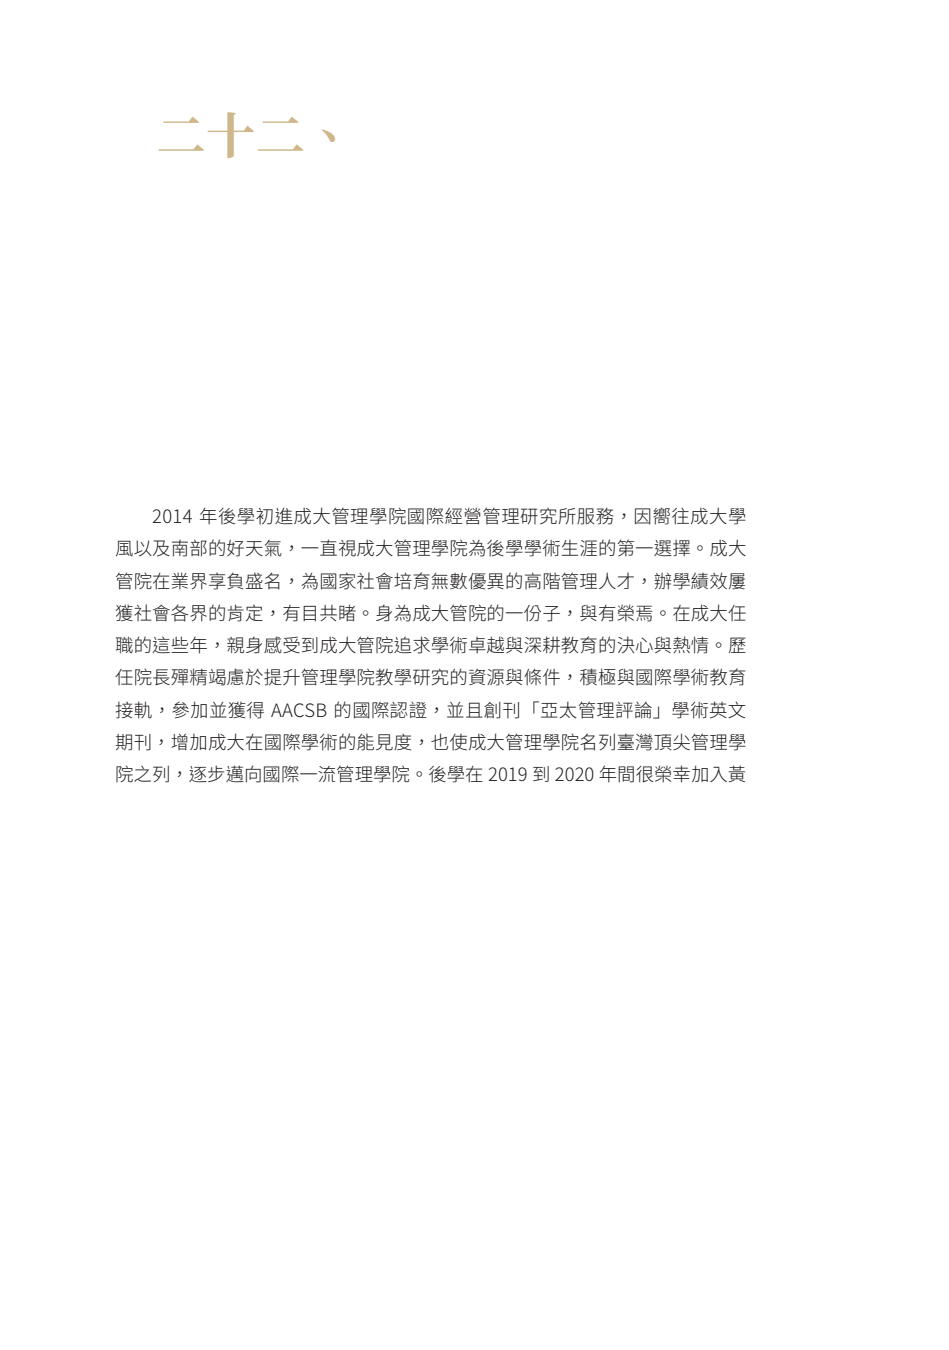 二十二、
2014 年後學初進成大管理學院國際經營管理研究所服務，因嚮往成大學
風以及南部的好天氣，一直視成大管理學院為後學學術生涯的第一選擇。成大
管院在業界享負盛名，為國家社會培育無數優異的高階管理人才，辦學績效屢
獲社會各界的肯定，有目共睹。身為成大管院的一份子，與有榮焉。在成大任
職的這些年，親身感受到成大管院追求學術卓越與深耕教育的決心與熱情。歷
任院長殫精竭慮於提升管理學院教學研究的資源與條件，積極與國際學術教育
接軌，參加並獲得 AACSB 的國際認證，並且創刊「亞太管理評論」學術英文
期刊，增加成大在國際學術的能見度，也使成大管理學院名列臺灣頂尖管理學
院之列，逐步邁向國際一流管理學院。後學在 2019 到 2020 年間很榮幸加入黃